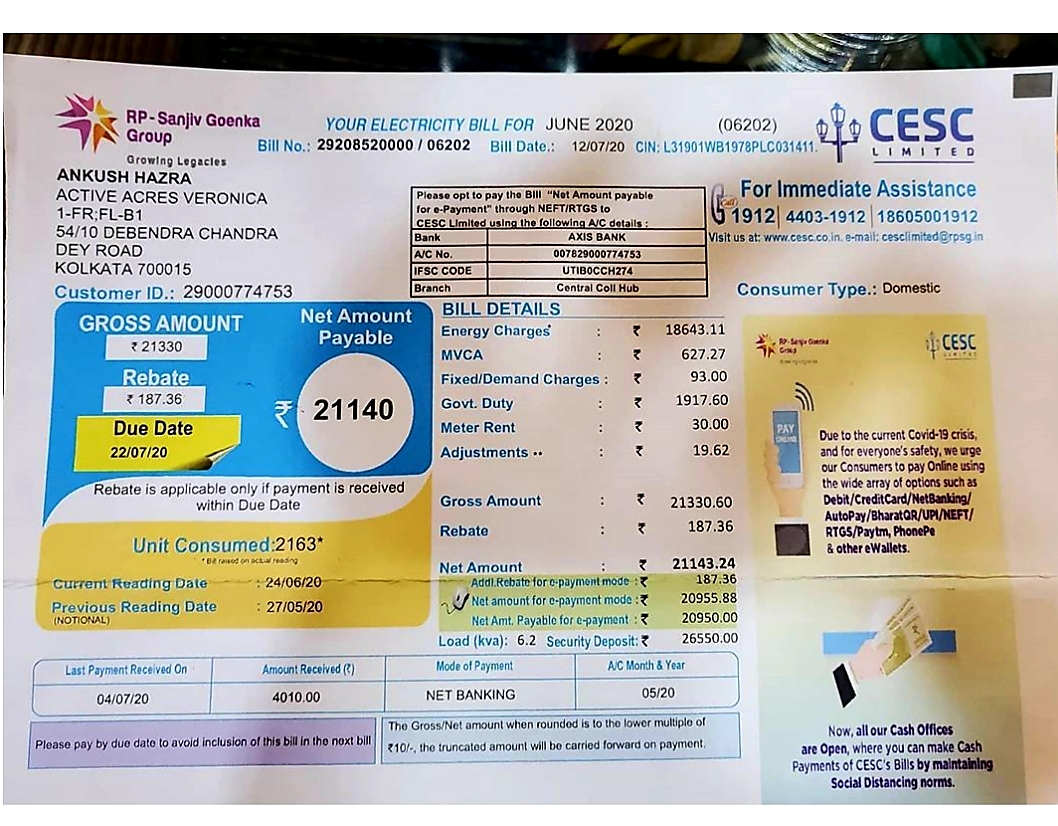 RP-Sanjiv Goenka
Group
Growing Legacies
YOUR ELECTRICITY BILL FOR JUNE 2020 (06202)
Bill No.: 29208520000 / 06202 Bill Date.: 12/07/20 CIN: L31901WB1978PLC031411.
CESC
LIMITED
ANKUSH HAZRA
ACTIVE ACRES VERONICA
1-FR;FL-B1
54/10 DEBENDRA CHANDRA
DEY ROAD
KOLKATA 700015
Customer ID.: 29000774753
Please opt to pay the Bill "Net Amount payable
for e-Payment" through NEFT/RTGS to
CESC Limited using the following A/C details :
Bank AXIS BANK
A/C No. 007829000774753
IFSC CODE UTIB0CCH274
Branch Central Coll Hub
For Immediate Assistance
Call 1912 | 4403-1912 | 18605001912
Visit us at: www.cesc.co.in, e-mail: cesclimited@rpsg.in
Consumer Type.: Domestic
GROSS AMOUNT
₹ 21330
Rebate
₹ 187.36
Due Date
22/07/20
Net Amount
Payable
₹ 21140
Rebate is applicable only if payment is received
within Due Date
Unit Consumed:2163*
* Bill raised on actual reading
Current Reading Date : 24/06/20
Previous Reading Date : 27/05/20
(NOTIONAL)
BILL DETAILS
Energy Charges* : ₹ 18643.11
MVCA : ₹ 627.27
Fixed/Demand Charges : ₹ 93.00
Govt. Duty : ₹ 1917.60
Meter Rent : ₹ 30.00
Adjustments •• : ₹ 19.62
Gross Amount : ₹ 21330.60
Rebate : ₹ 187.36
Net Amount : ₹ 21143.24
Addl.Rebate for e-payment mode : ₹ 187.36
Net amount for e-payment mode : ₹ 20955.88
Net Amt. Payable for e-payment : ₹ 20950.00
Load (kva): 6.2 Security Deposit: ₹ 26550.00
Last Payment Received On Amount Received (₹) Mode of Payment A/C Month & Year
04/07/20 4010.00 NET BANKING 05/20
Please pay by due date to avoid inclusion of this bill in the next bill
The Gross/Net amount when rounded is to the lower multiple of
₹10/-, the truncated amount will be carried forward on payment.
RP-Sanjiv Goenka
Group
Growing Legacies
CESC
LIMITED
PAY
ONLINE
Due to the current Covid-19 crisis,
and for everyone's safety, we urge
our Consumers to pay Online using
the wide array of options such as
Debit/CreditCard/NetBanking/
AutoPay/BharatQR/UPI/NEFT/
RTGS/Paytm, PhonePe
& other eWallets.
Now, all our Cash Offices
are Open, where you can make Cash
Payments of CESC's Bills by maintaining
Social Distancing norms.